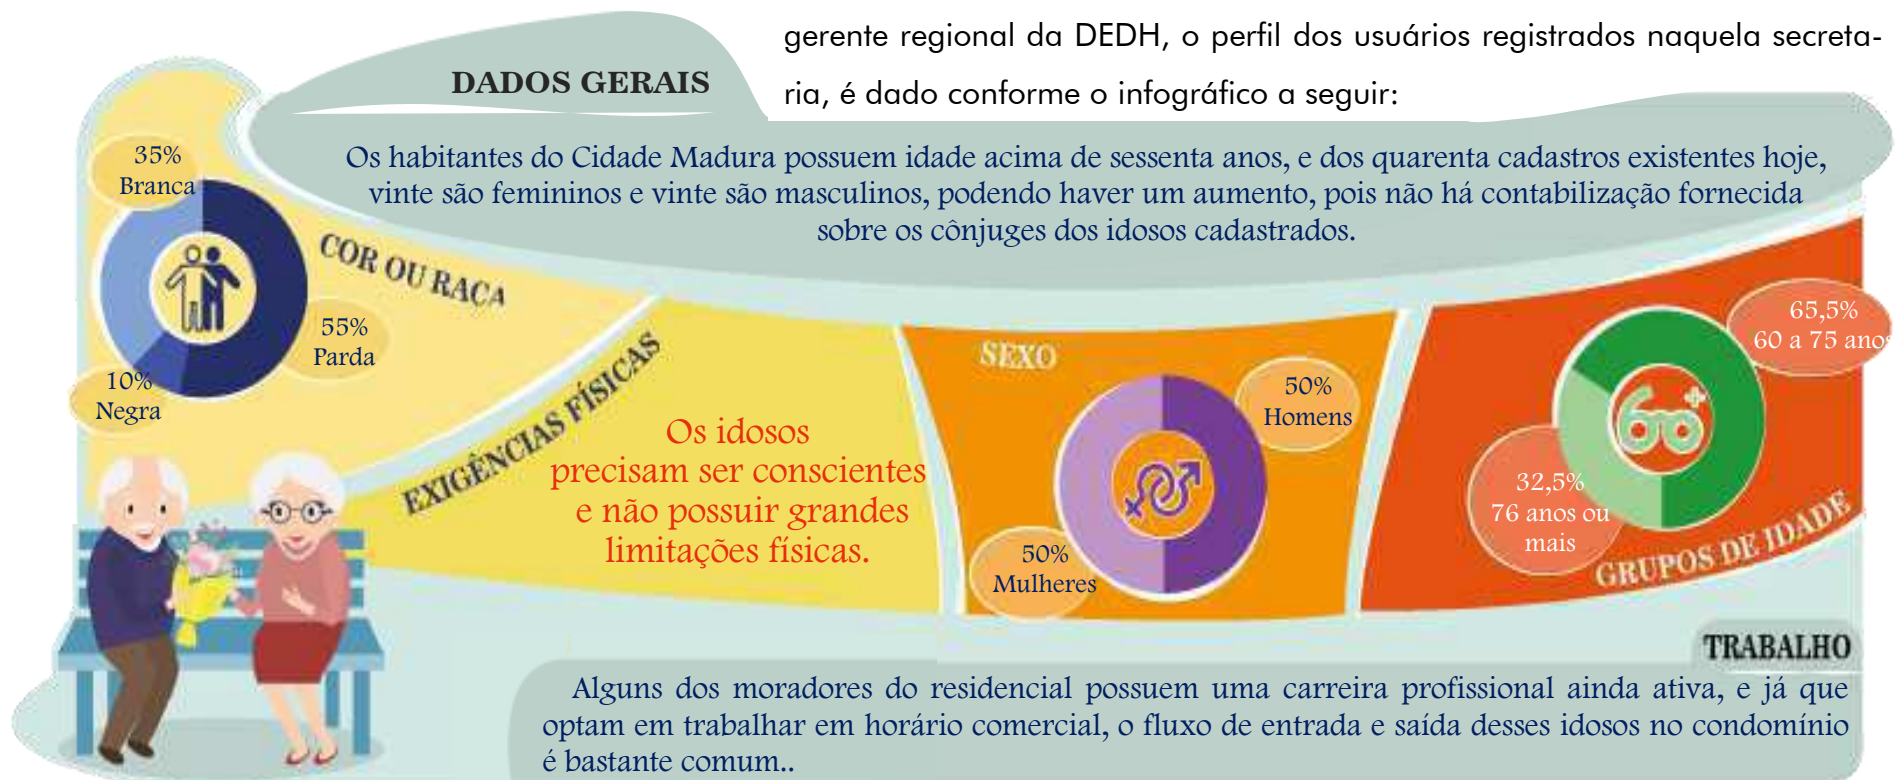 gerente regional da DEDH, o perfil dos usuários registrados naquela secreta-
ria, é dado conforme o infográfico a seguir:
DADOS GERAIS
Os habitantes do Cidade Madura possuem idade acima de sessenta anos, e dos quarenta cadastros existentes hoje,
vinte são femininos e vinte são masculinos, podendo haver um aumento, pois não há contabilização fornecida
sobre os cônjuges dos idosos cadastrados.
35%
Branca
COR OU RAÇA
55%
Parda
10%
Negra
EXIGÊNCIAS FÍSICAS
Os idosos
precisam ser conscientes
e não possuir grandes
limitações físicas.
SEXO
50%
Homens
50%
Mulheres
65,5%
60 a 75 anos
60+
32,5%
76 anos ou
mais
GRUPOS DE IDADE
TRABALHO
Alguns dos moradores do residencial possuem uma carreira profissional ainda ativa, e já que
optam em trabalhar em horário comercial, o fluxo de entrada e saída desses idosos no condomínio
é bastante comum..